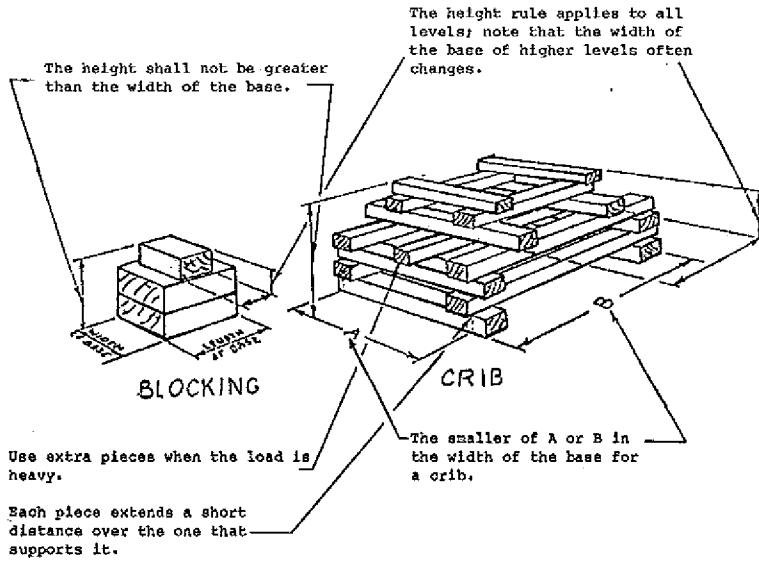 The height rule applies to all
levels; note that the width of
the base of higher levels often
changes.
The height shall not be greater
than the width of the base.
WIDTH
OF BASE
LENGTH
OF BASE
A
B
BLOCKING
CRIB
Use extra pieces when the load is
heavy.
The smaller of A or B in
the width of the base for
a crib.
Each piece extends a short
distance over the one that
supports it.